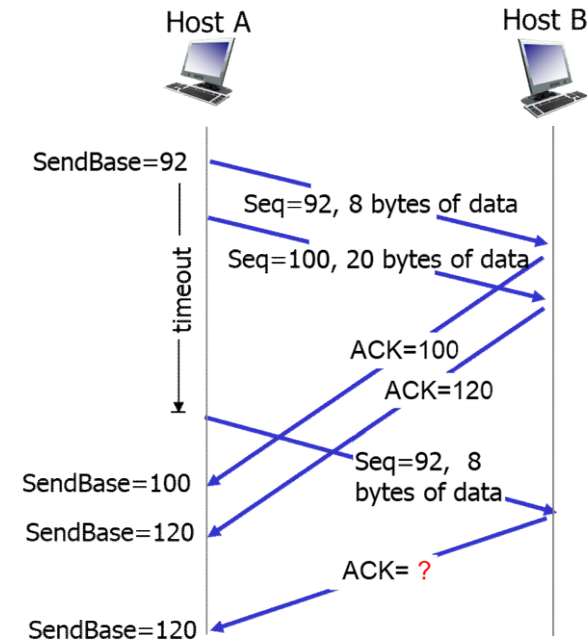 Host A
Host B
SendBase=92
Seq=92, 8 bytes of data
Seq=100, 20 bytes of data
timeout
ACK=100
ACK=120
Seq=92, 8
bytes of data
SendBase=100
SendBase=120
ACK= ?
SendBase=120